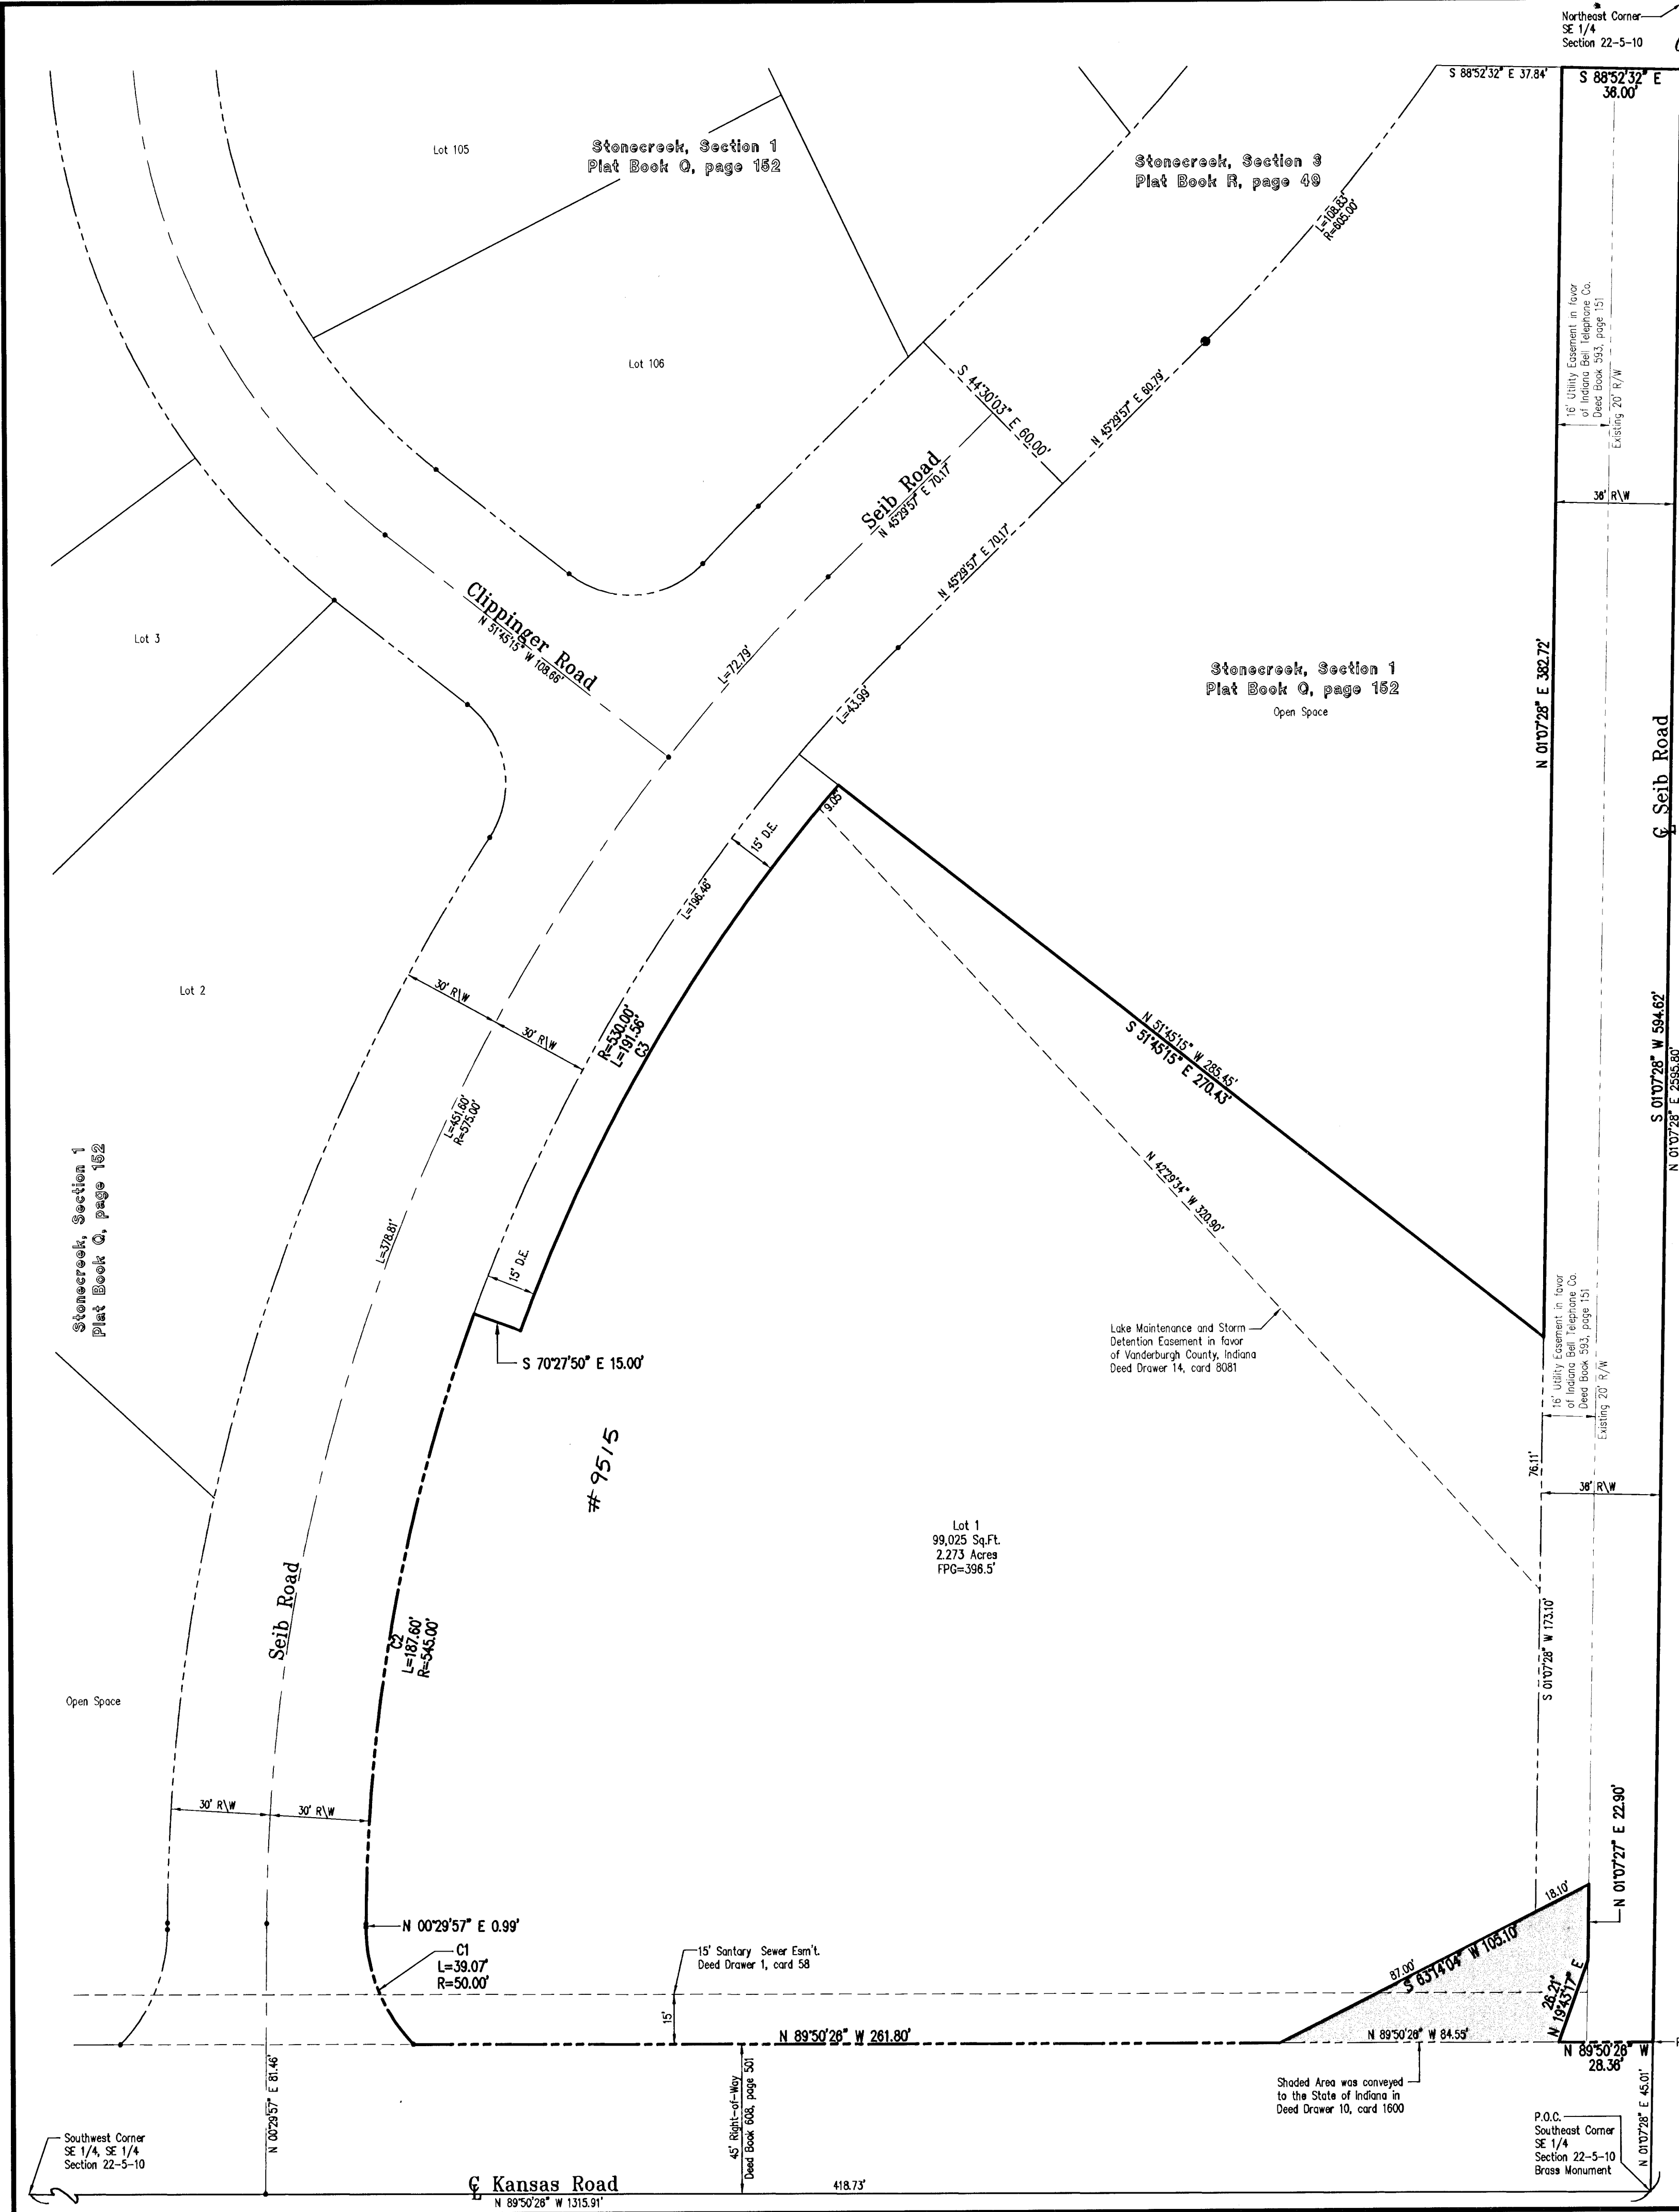 Northeast Corner
SE 1/4
Section 22-5-10
S 88°52'32" E 37.84'
S 88°52'32" E
36.00'
Lot 105
Stonecreek, Section 1
Plat Book Q, page 152
Stonecreek, Section 3
Plat Book R, page 49
L=108.83'
R=605.00'
16' Utility Easement in favor
of Indiana Bell Telephone Co.
Deed Book 593, page 151
Existing 20' R/W
Lot 106
S 44°30'03" E 60.00'
N 45°29'57" E 60.79'
Seib Road
N 45°29'57" E 70.17'
N 45°29'57" E 70.17'
36' R\W
Clippinger Road
N 51°45'15" W 108.66'
Lot 3
L=72.79'
L=43.99'
Stonecreek, Section 1
Plat Book Q, page 152
Open Space
N 01°07'28" E 382.72'
℄ Seib Road
9.05'
15' D.E.
L=196.46'
Lot 2
30' R\W
30' R\W
R=530.00'
L=191.56'
C3
N 51°45'15" W 285.45'
S 51°45'15" E 270.43'
S 01°07'28" W 594.62'
N 01°07'28" E 2595.80'
L=451.60'
R=575.00'
N 42°29'34" W 320.90'
Stonecreek, Section 1
Plat Book Q, page 152
L=378.81'
15' D.E.
S 70°27'50" E 15.00'
Lake Maintenance and Storm
Detention Easement in favor
of Vanderburgh County, Indiana
Deed Drawer 14, card 8081
16' Utility Easement in favor
of Indiana Bell Telephone Co.
Deed Book 593, page 151
Existing 20' R/W
# 9515
76.11'
36' R\W
Lot 1
99,025 Sq.Ft.
2.273 Acres
FPG=396.5'
Seib Road
C2
L=187.60'
R=545.00'
S 01°07'28" W 173.10'
Open Space
30' R\W
30' R\W
N 01°07'27" E 22.90'
18.10'
N 00°29'57" E 0.99'
C1
L=39.07'
R=50.00'
15' Santary Sewer Esm't.
Deed Drawer 1, card 58
87.00'
S 63°14'04" W 105.10'
26.21'
N 19°43'17" E
15'
N 89°50'26" W 261.80'
N 89°50'26" W 84.55'
N 89°50'26" W
28.36'
N 00°29'57" E 81.46'
45' Right-of-Way
Deed Book 608, page 501
Shaded Area was conveyed
to the State of Indiana in
Deed Drawer 10, card 1600
N 01°07'28" E 45.01'
P.O.C.
Southeast Corner
SE 1/4
Section 22-5-10
Brass Monument
Southwest Corner
SE 1/4, SE 1/4
Section 22-5-10
2
℄ Kansas Road
N 89°50'26" W 1315.91'
418.73'